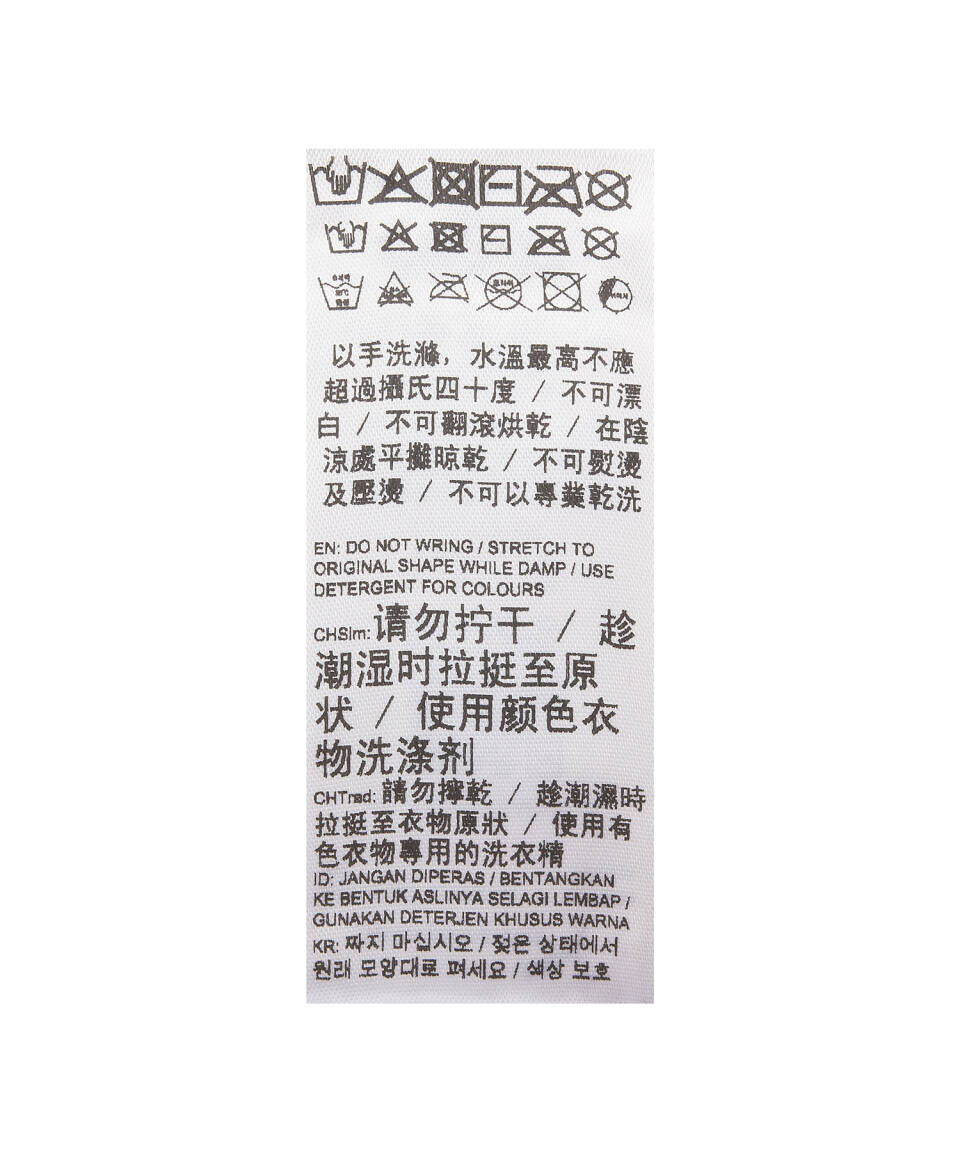 以手洗滌，水溫最高不應
超過攝氏四十度 / 不可漂
白 / 不可翻滾烘乾 / 在陰
涼處平攤晾乾 / 不可熨燙
及壓燙 / 不可以專業乾洗
EN: DO NOT WRING / STRETCH TO
ORIGINAL SHAPE WHILE DAMP / USE
DETERGENT FOR COLOURS
CHSim: 请勿拧干 / 趁
潮湿时拉挺至原
状 / 使用颜色衣
物洗涤剂
CHTrad: 請勿擰乾 / 趁潮濕時
拉挺至衣物原狀 / 使用有
色衣物專用的洗衣精
ID: JANGAN DIPERAS / BENTANGKAN
KE BENTUK ASLINYA SELAGI LEMBAP /
GUNAKAN DETERJEN KHUSUS WARNA
KR: 짜지 마십시오 / 젖은 상태에서
원래 모양대로 펴세요 / 색상 보호